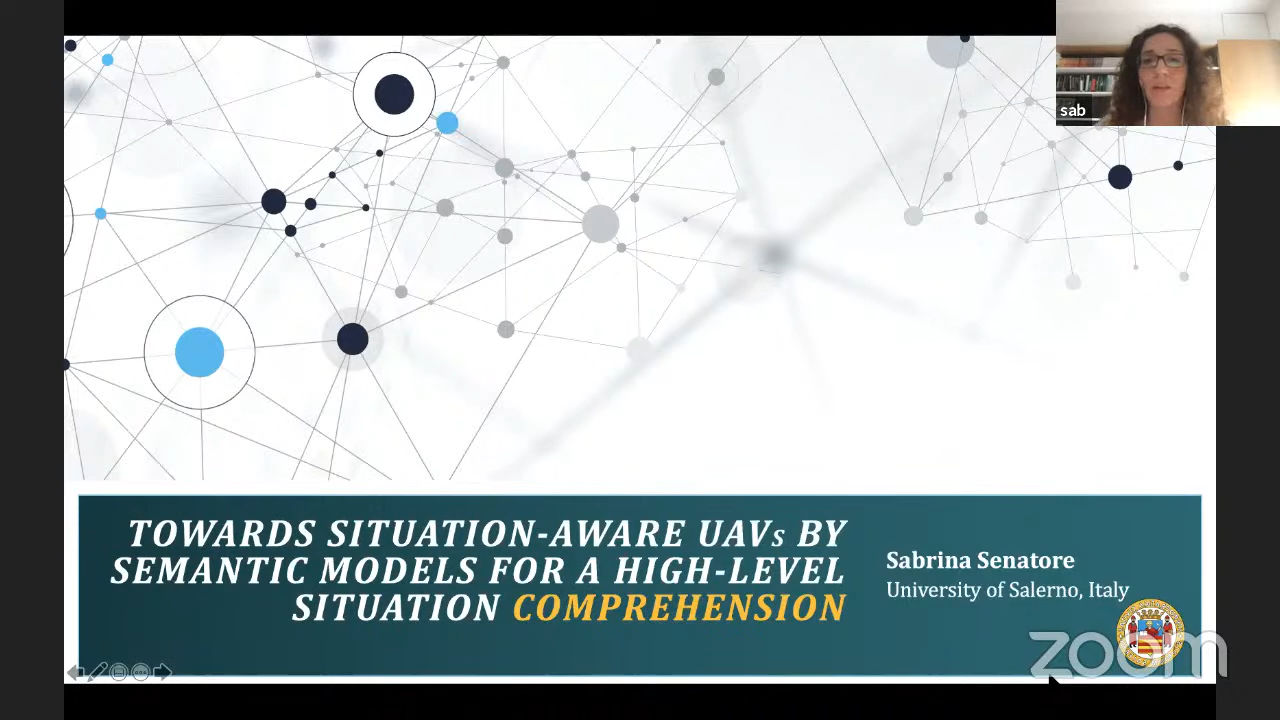 sab
TOWARDS SITUATION-AWARE UAVs BY
SEMANTIC MODELS FOR A HIGH-LEVEL
SITUATION COMPREHENSION
Sabrina Senatore
University of Salerno, Italy
zoom